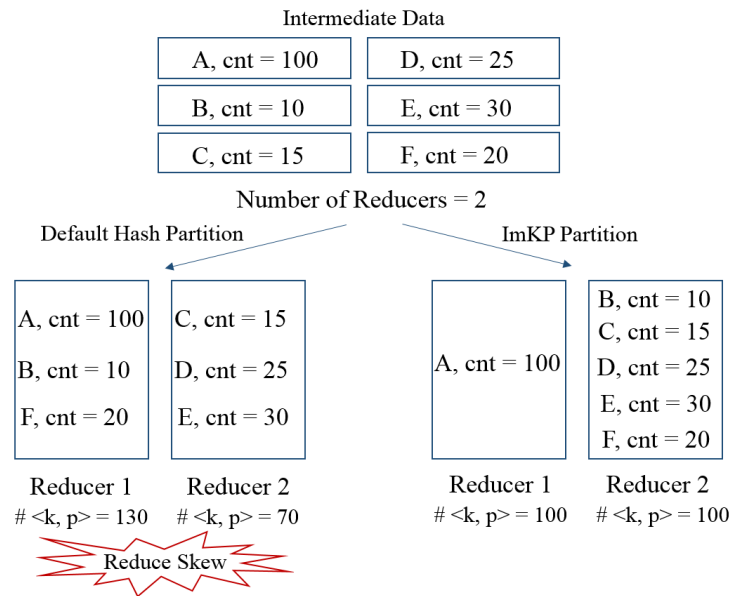 Intermediate Data
A, cnt = 100
D, cnt = 25
B, cnt = 10
E, cnt = 30
C, cnt = 15
F, cnt = 20
Number of Reducers = 2
Default Hash Partition
ImKP Partition
A, cnt = 100
B, cnt = 10
F, cnt = 20
C, cnt = 15
D, cnt = 25
E, cnt = 30
A, cnt = 100
B, cnt = 10
C, cnt = 15
D, cnt = 25
E, cnt = 30
F, cnt = 20
Reducer 1
# <k, p> = 130
Reducer 2
# <k, p> = 70
Reducer 1
# <k, p> = 100
Reducer 2
# <k, p> = 100
Reduce Skew